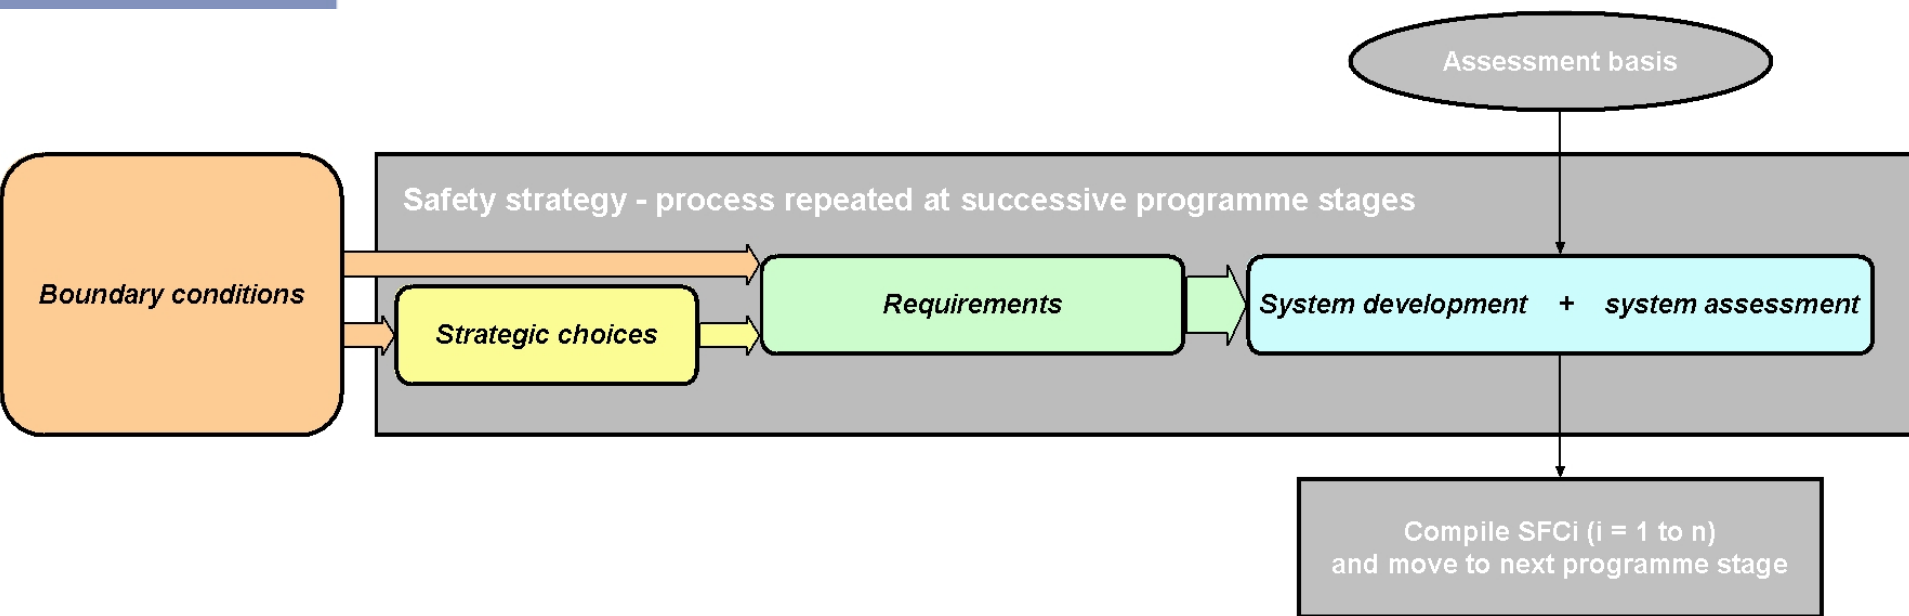 Assessment basis
Safety strategy - process repeated at successive programme stages
Boundary conditions
Strategic choices
Requirements
System development + system assessment
Compile SFCi (i = 1 to n)
and move to next programme stage